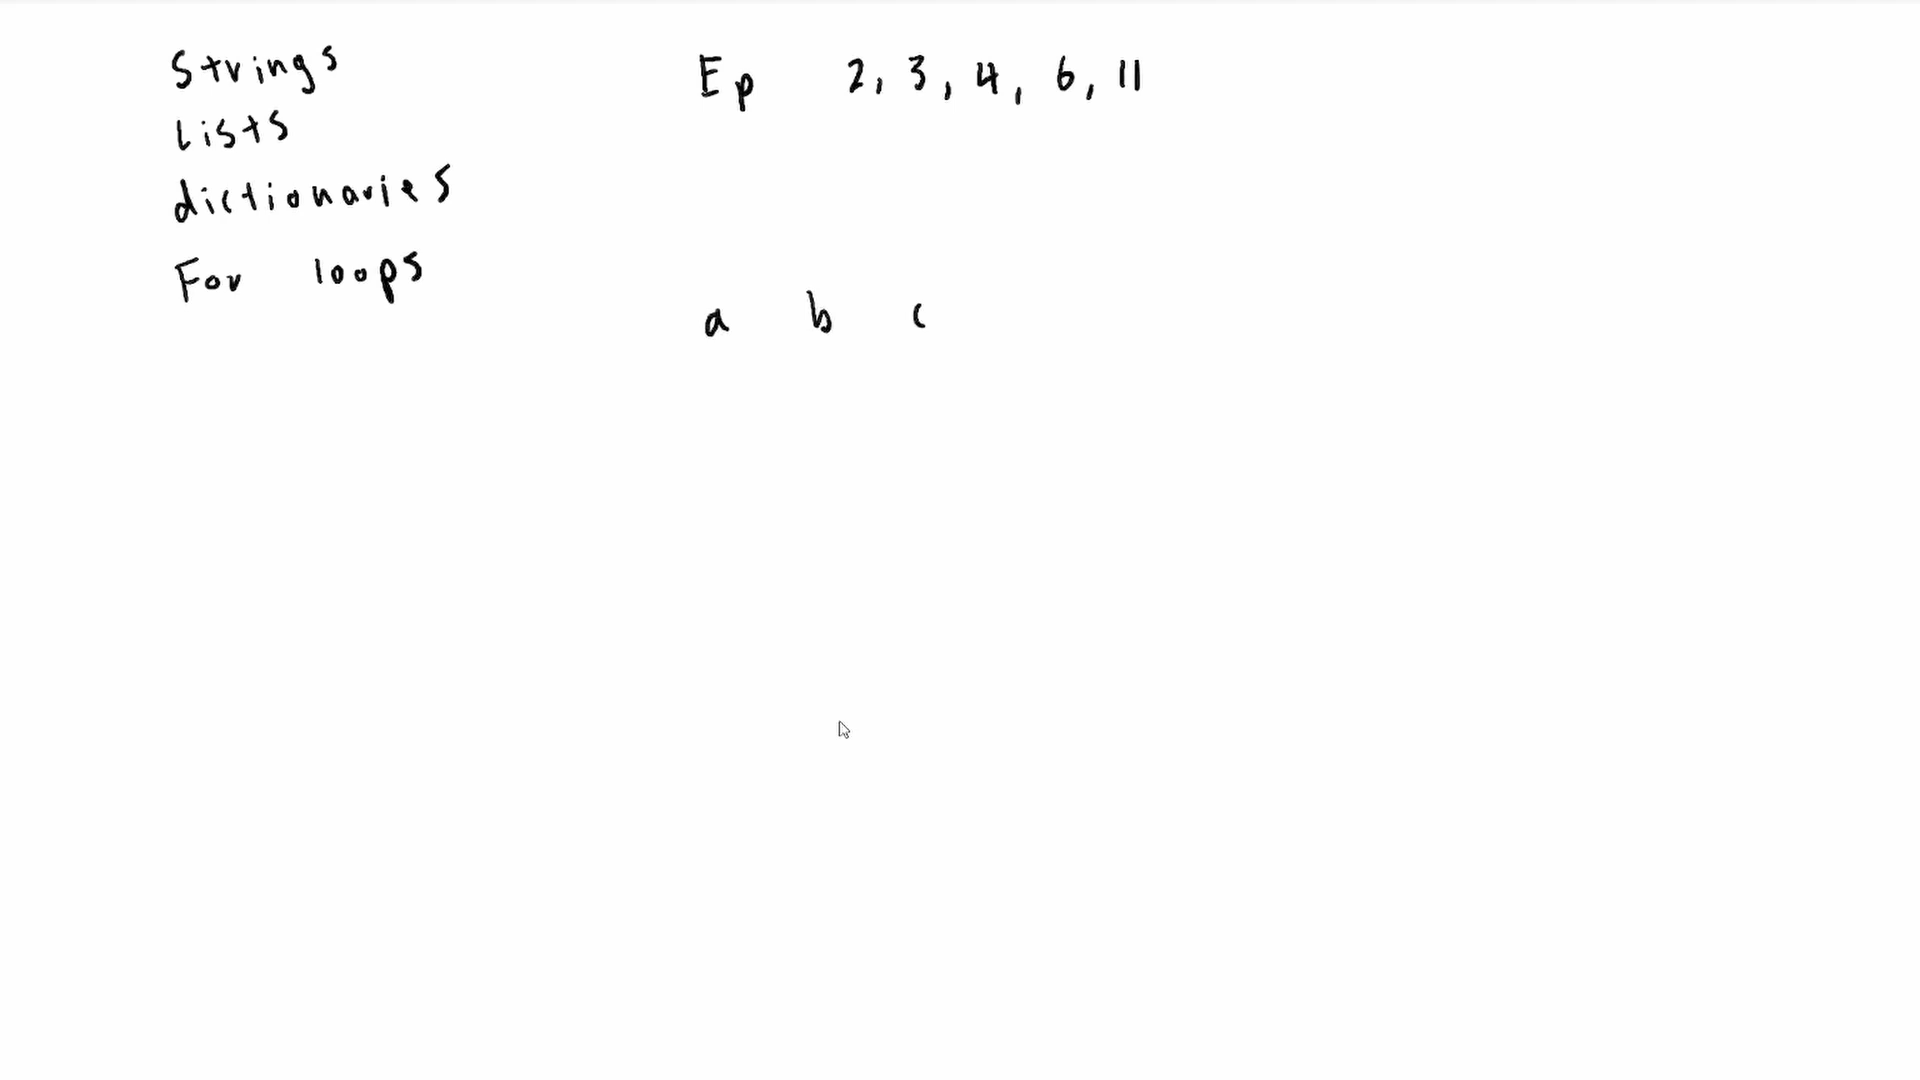 Strings
Lists
dictionaries
For loops
Ep 2, 3, 4, 6, 11
a b c